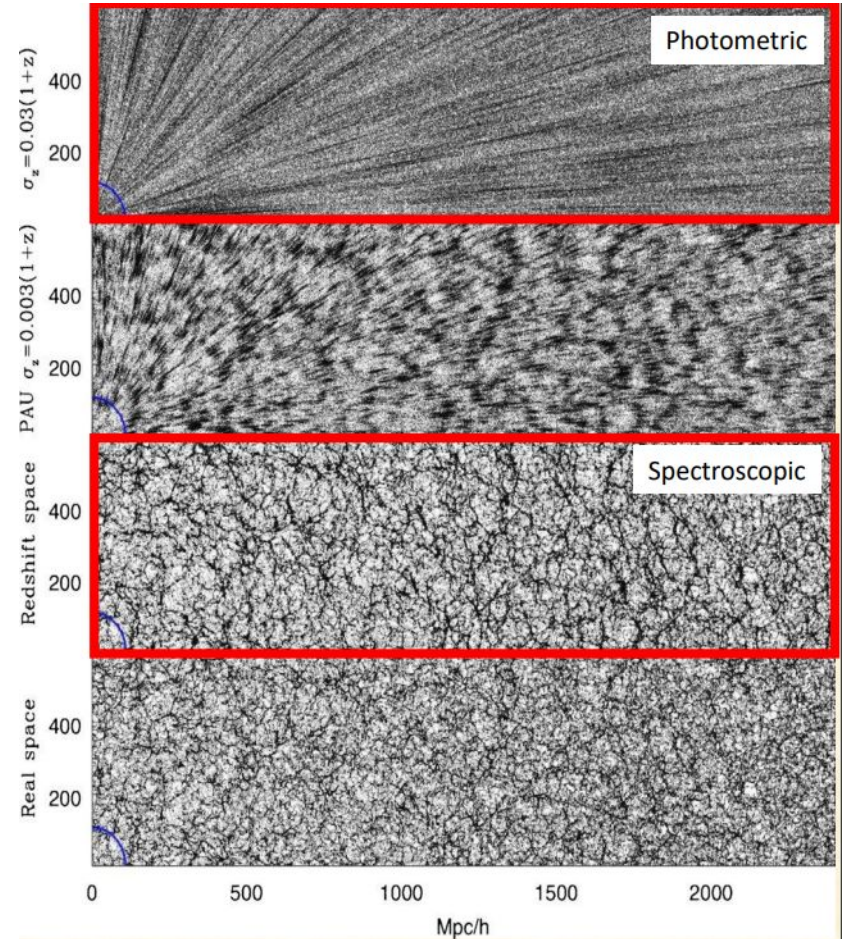 Photometric
σz=0.03(1+z)
400
200
PAU σz=0.003(1+z)
400
200
Spectroscopic
Redshift space
400
200
Real space
400
200
0 500 1000 1500 2000
Mpc/h